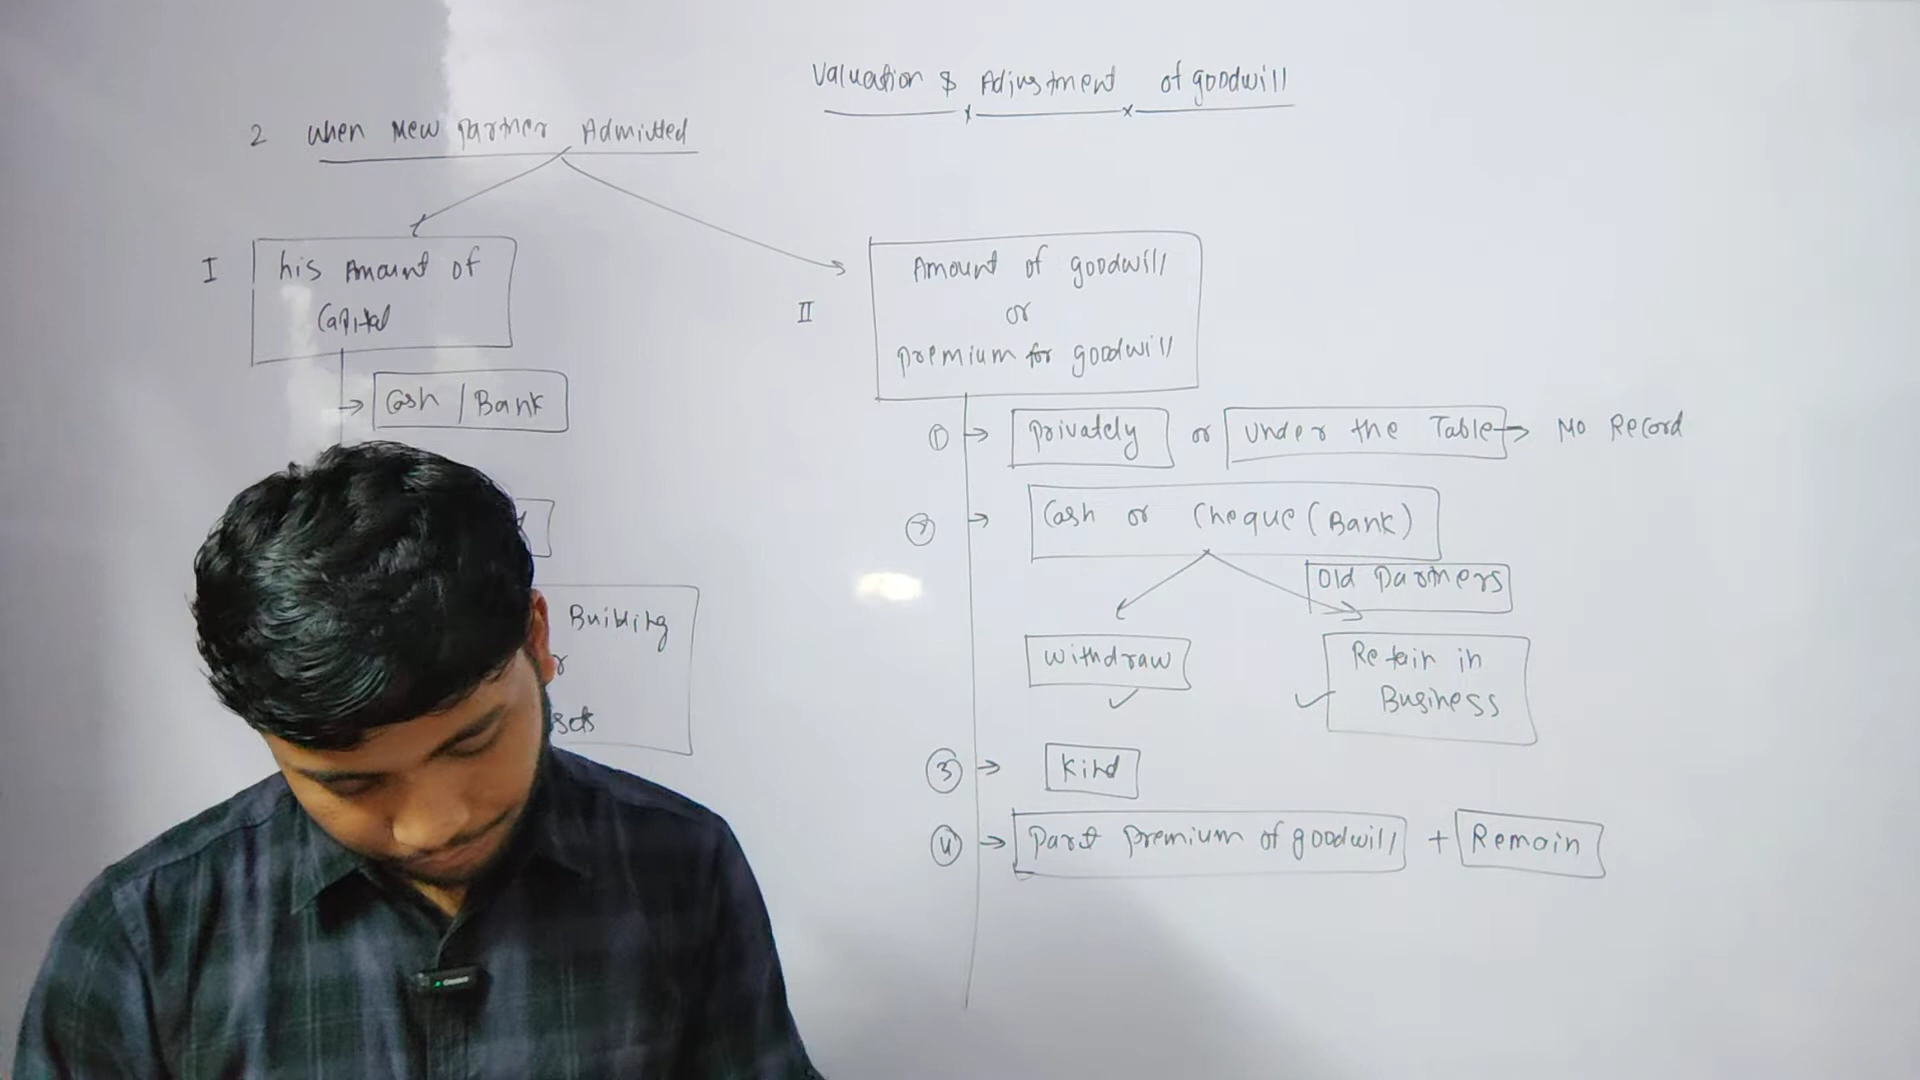 Valuation & Adjustment of goodwill
2 When New Partner Admitted
I his Amount of
Capital
Cash / Bank
Building
II Amount of goodwill
or
premium for goodwill
① → privately or under the Table → No Record
② → Cash or Cheque (Bank)
Old Partners
withdraw ✓
✓ Retain in
Business
③ → Kind
④ → Part premium of goodwill + Remain